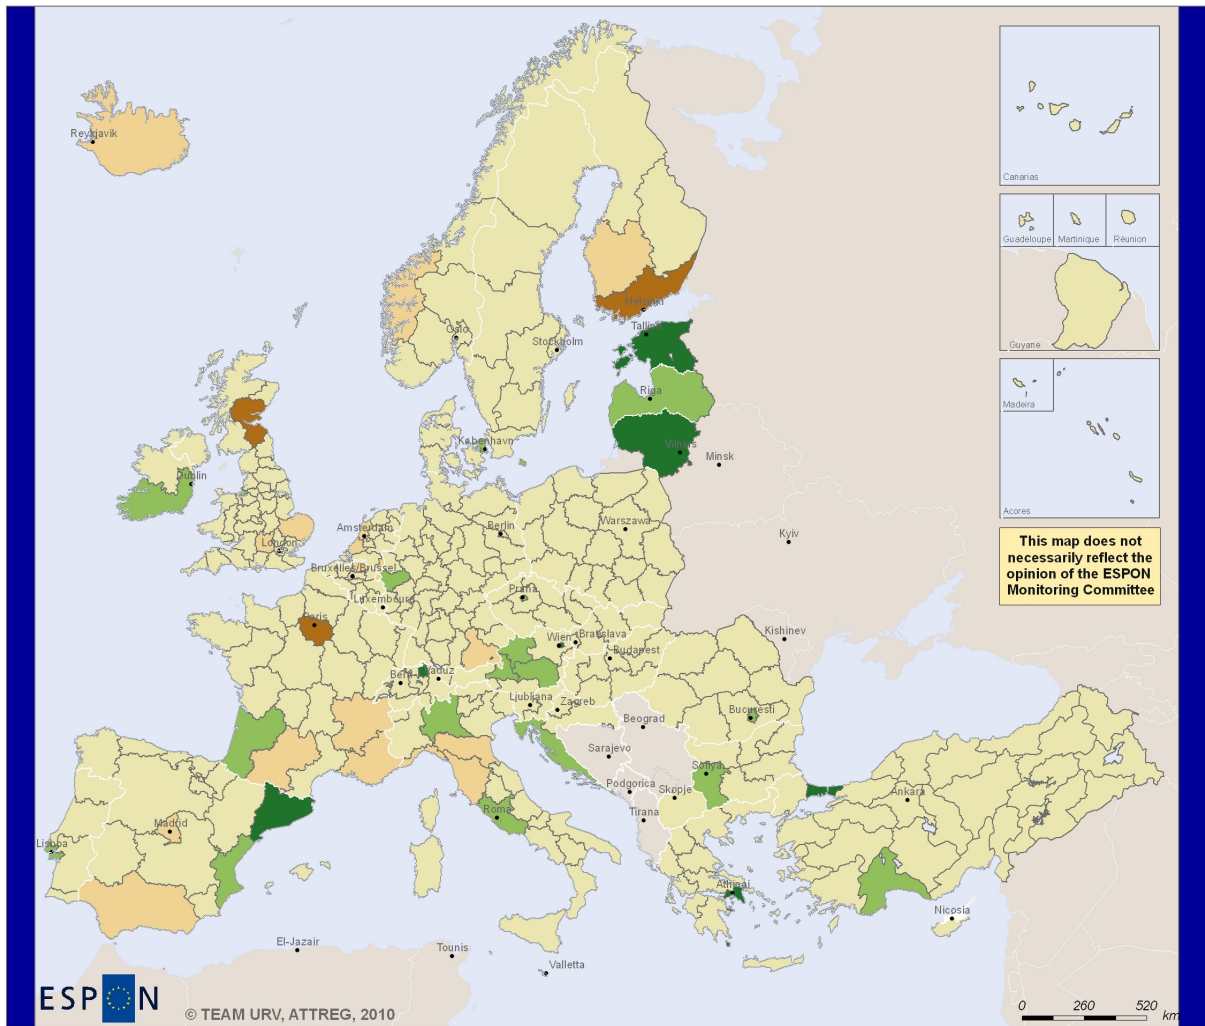 Reykjavik
Canarias
Guadeloupe
Martinique
Réunion
Guyane
Helsinki
Tallinn
Oslo
Stockholm
Madeira
Riga
København
Vilnius
Minsk
Acores
Dublin
Amsterdam
Berlin
Warszawa
Kyiv
This map does not
necessarily reflect the
opinion of the ESPON
Monitoring Committee
London
Bruxelles/Brussel
Luxembourg
Praha
Paris
Kishinev
Wien
Bratislava
Budapest
Bern
Vaduz
Ljubljana
Zagreb
Bucuresti
Beograd
Sarajevo
Sofiya
Podgorica
Skopje
Ankara
Tirana
Roma
Madrid
Lisboa
Athinai
Nicosia
El-Jazair
Tounis
Valletta
ESPON
© TEAM URV, ATTREG, 2010
0 260 520
km